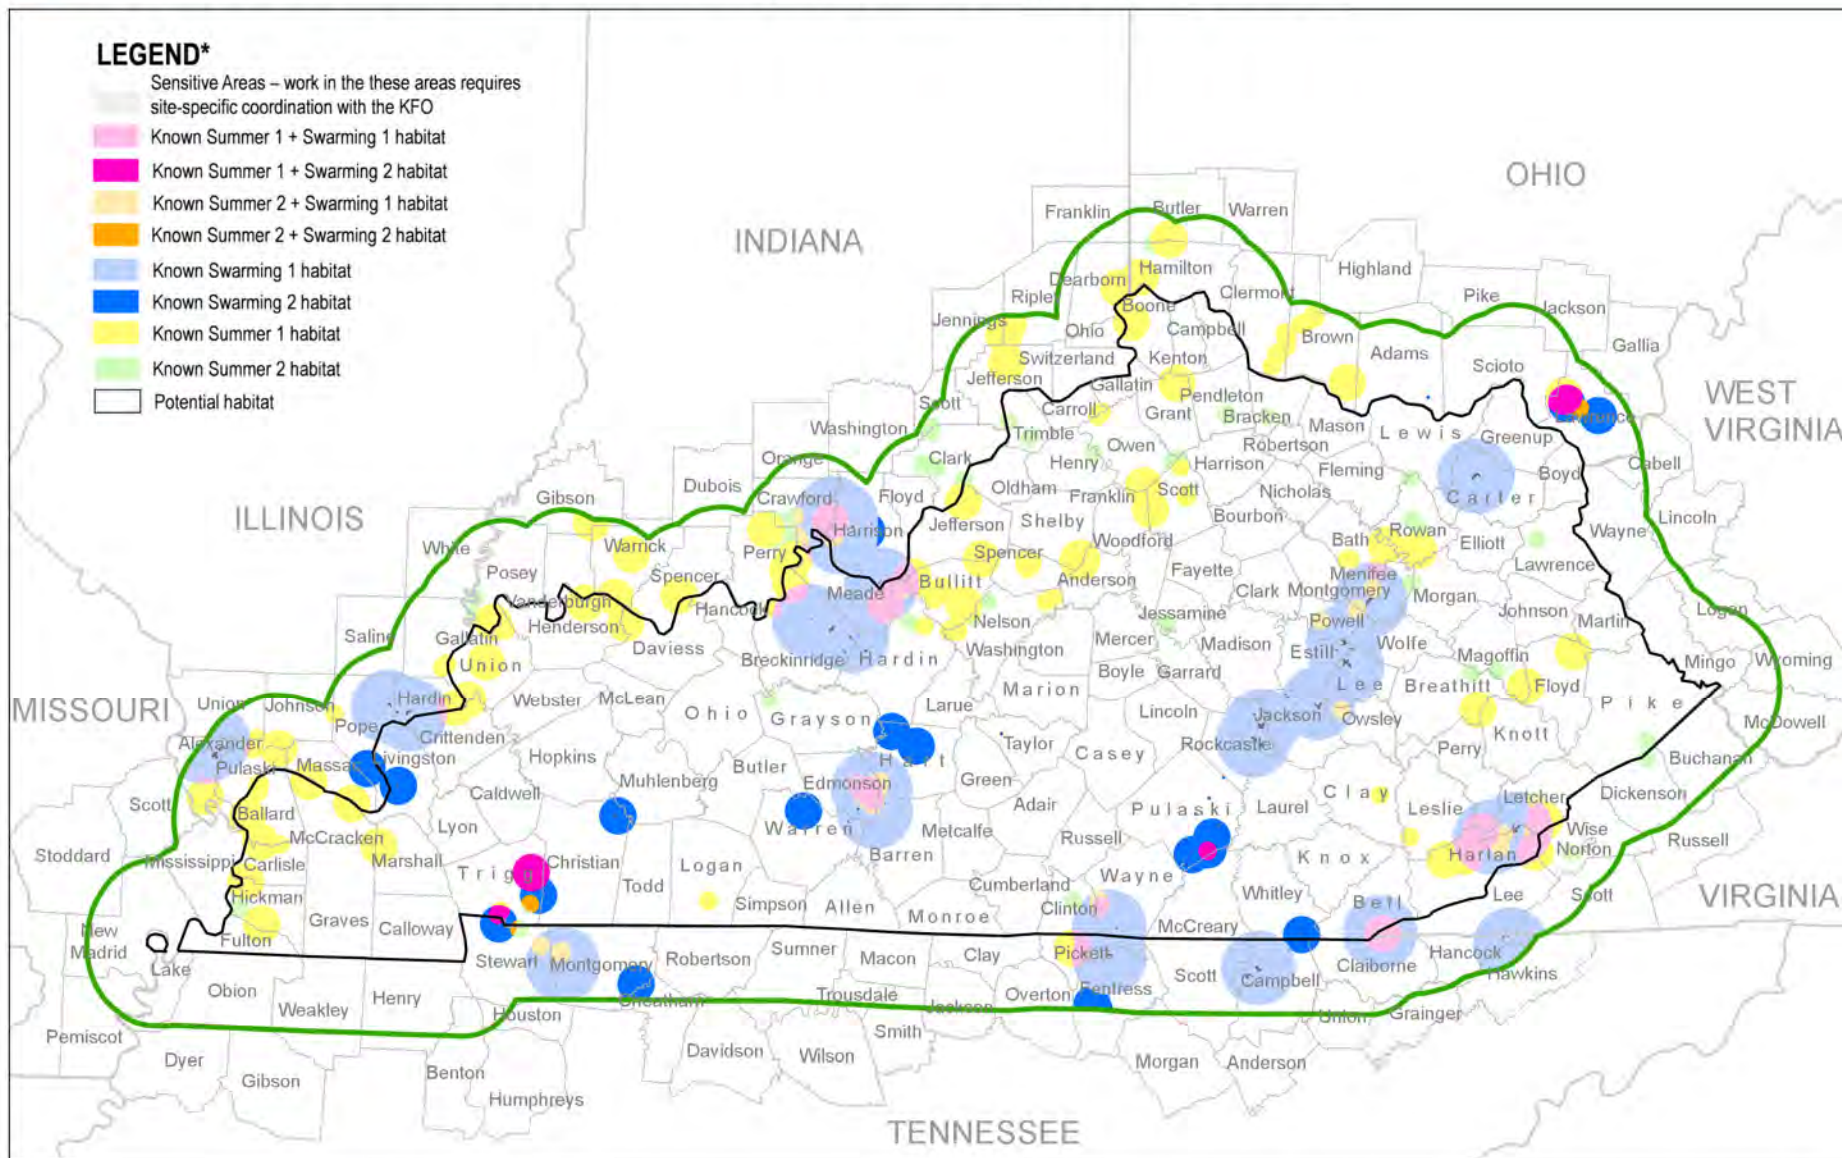 LEGEND*
Sensitive Areas – work in the these areas requires
site-specific coordination with the KFO
Known Summer 1 + Swarming 1 habitat
Known Summer 1 + Swarming 2 habitat
Known Summer 2 + Swarming 1 habitat
Known Summer 2 + Swarming 2 habitat
Known Swarming 1 habitat
Known Swarming 2 habitat
Known Summer 1 habitat
Known Summer 2 habitat
Potential habitat
OHIO
INDIANA
WEST
VIRGINIA
ILLINOIS
MISSOURI
VIRGINIA
TENNESSEE
Franklin
Butler
Warren
Hamilton
Highland
Dearborn
Ripley
Clermont
Pike
Jackson
Boone
Jennings
Ohio
Campbell
Brown
Gallia
Switzerland
Kenton
Adams
Scioto
Jefferson
Gallatin
Pendleton
Scott
Carroll
Grant
Bracken
Mason
Lewis
Greenup
Lawrence
Washington
Trimble
Owen
Robertson
Orange
Clark
Henry
Harrison
Fleming
Boyd
Cabell
Dubois
Crawford
Floyd
Oldham
Franklin
Scott
Nicholas
Carter
Gibson
Harrison
Jefferson
Shelby
Bourbon
Rowan
Wayne
Lincoln
White
Warrick
Perry
Spencer
Woodford
Bath
Elliott
Posey
Spencer
Bullitt
Anderson
Fayette
Menifee
Lawrence
Vanderburgh
Hancock
Meade
Clark
Montgomery
Morgan
Logan
Henderson
Nelson
Jessamine
Powell
Johnson
Martin
Saline
Gallatin
Daviess
Washington
Mercer
Madison
Estill
Wolfe
Union
Breckinridge
Hardin
Boyle
Garrard
Magoffin
Mingo
Wyoming
Union
Johnson
Hardin
Webster
McLean
Marion
Lee
Breathitt
Floyd
Pope
Ohio
Grayson
Larue
Lincoln
Jackson
Owsley
Pike
McDowell
Alexander
Crittenden
Taylor
Casey
Rockcastle
Perry
Knott
Pulaski
Massac
Livingston
Hopkins
Butler
Hart
Buchanan
Muhlenberg
Edmonson
Green
Scott
Ballard
Caldwell
Adair
Pulaski
Laurel
Clay
Leslie
Letcher
Dickenson
McCracken
Lyon
Warren
Metcalfe
Russell
Wise
Russell
Stoddard
Mississippi
Carlisle
Marshall
Trigg
Christian
Logan
Barren
Wayne
Knox
Harlan
Norton
Hickman
Todd
Simpson
Allen
Monroe
Cumberland
Clinton
Whitley
Bell
Lee
Scott
New
Madrid
Fulton
Graves
Calloway
McCreary
Lake
Stewart
Montgomery
Robertson
Sumner
Macon
Clay
Pickett
Scott
Campbell
Claiborne
Hancock
Hawkins
Obion
Weakley
Henry
Houston
Cheatham
Trousdale
Jackson
Overton
Fentress
Union
Grainger
Pemiscot
Dyer
Gibson
Benton
Humphreys
Davidson
Wilson
Smith
Morgan
Anderson